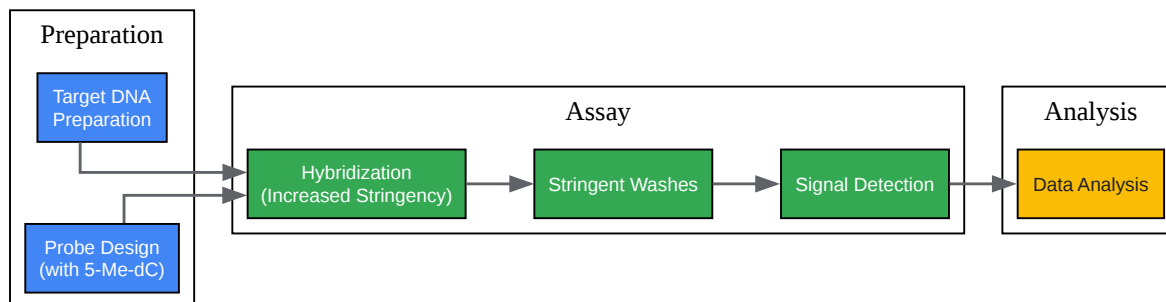 Preparation
Target DNA
Preparation
Probe Design
(with 5-Me-dC)
Assay
Hybridization
(Increased Stringency)
Stringent Washes
Signal Detection
Analysis
Data Analysis